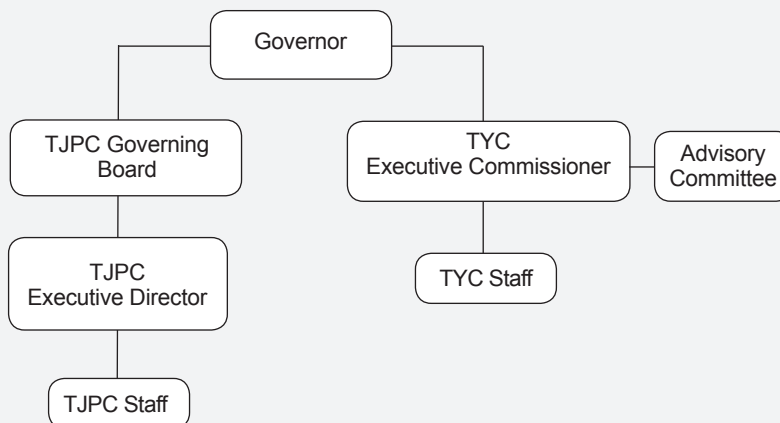 Governor
TJPC Governing
Board
TYC
Executive Commissioner
Advisory
Committee
TJPC
Executive Director
TYC Staff
TJPC Staff